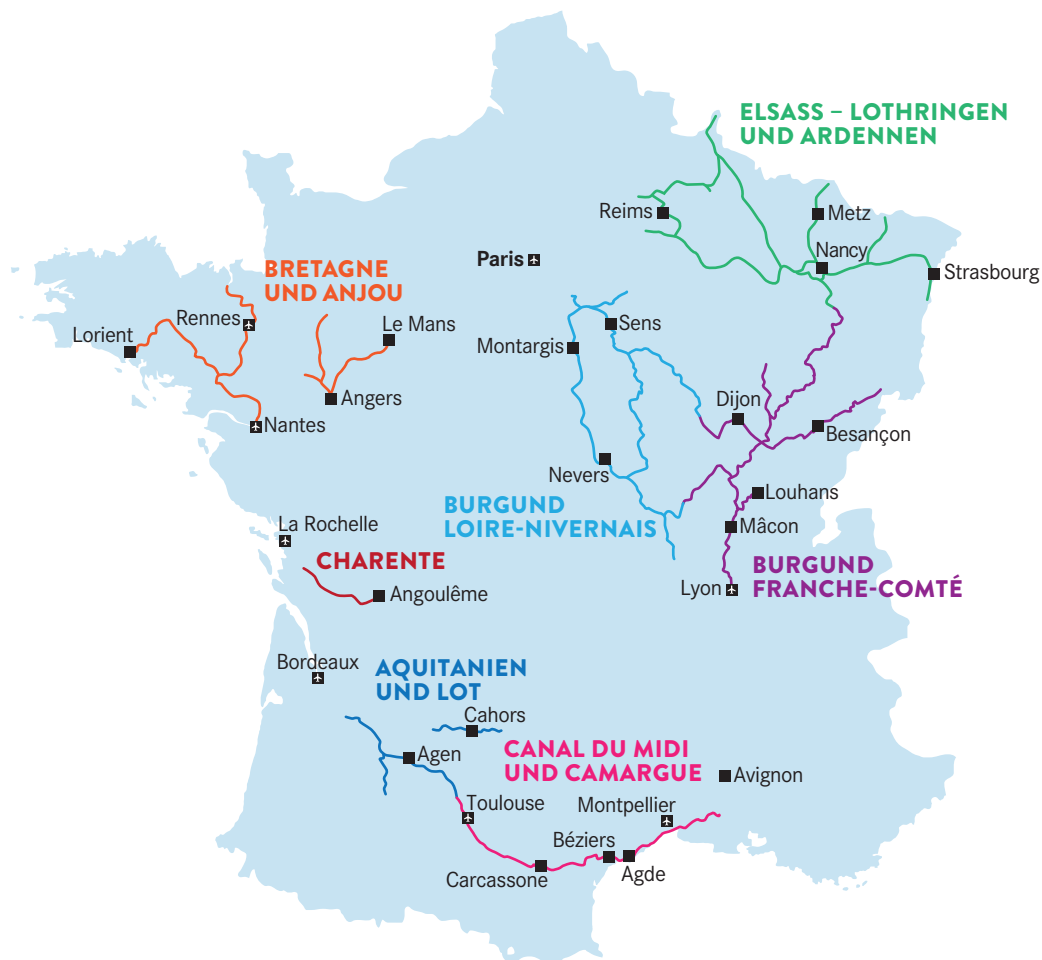 ELSASS – LOTHRINGEN
UND ARDENNEN
Reims
Metz
Nancy
Strasbourg
Paris
BRETAGNE
UND ANJOU
Rennes
Le Mans
Lorient
Angers
Nantes
Sens
Montargis
Dijon
Besançon
Nevers
Louhans
BURGUND
LOIRE-NIVERNAIS
Mâcon
La Rochelle
CHARENTE
Angoulême
BURGUND
FRANCHE-COMTÉ
Lyon
Bordeaux
AQUITANIEN
UND LOT
Cahors
Agen
CANAL DU MIDI
UND CAMARGUE
Avignon
Toulouse
Montpellier
Béziers
Agde
Carcassone